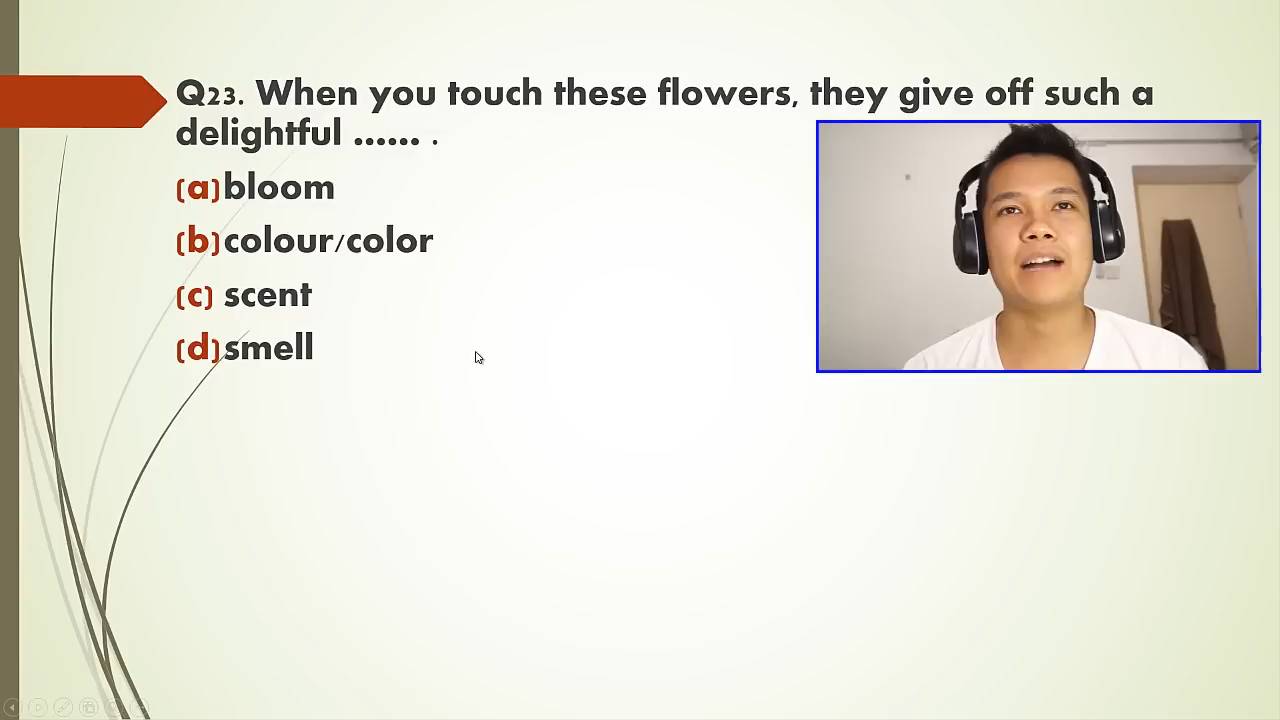 Q23. When you touch these flowers, they give off such a
delightful ...... .
(a)bloom
(b)colour/color
(c) scent
(d)smell